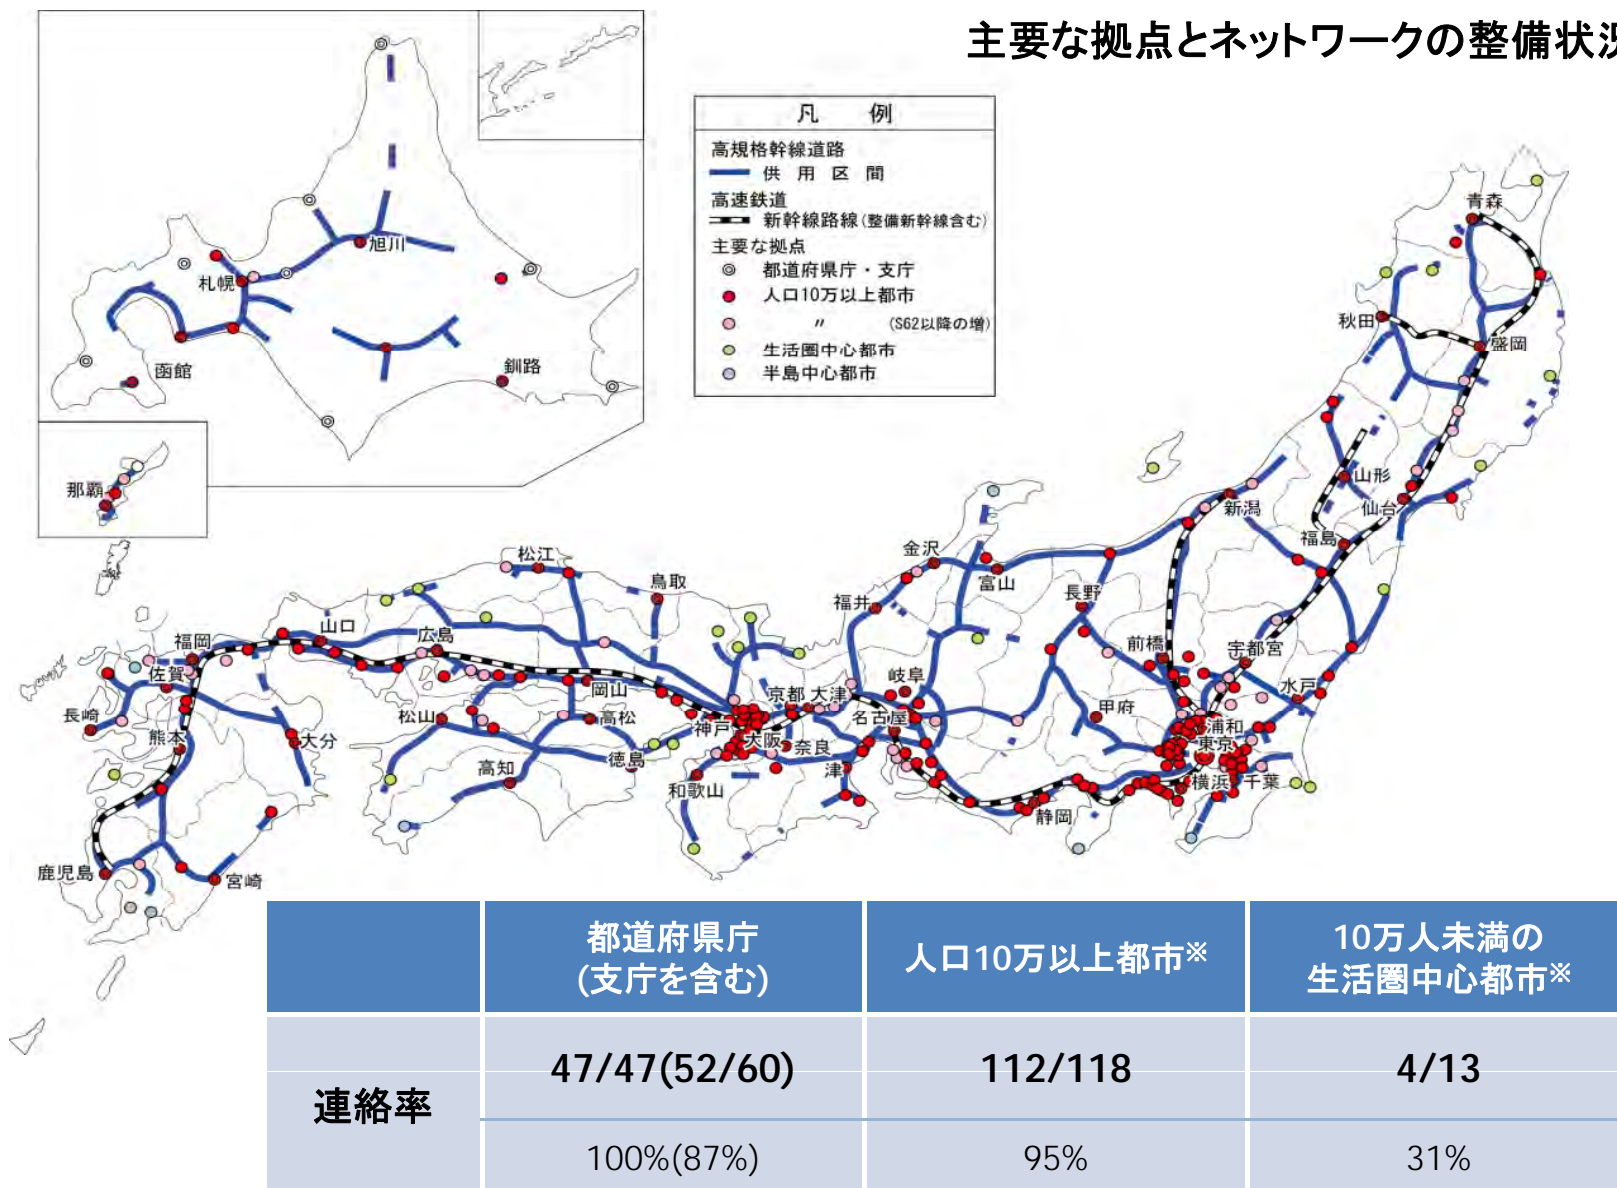 主要な拠点とネットワークの整備状況
凡　例
高規格幹線道路
供用区間
高速鉄道
新幹線路線(整備新幹線含む)
主要な拠点
都道府県庁・支庁
人口10万以上都市
〃 (S62以降の増)
生活圏中心都市
半島中心都市
旭川
札幌
函館
釧路
那覇
青森
秋田
盛岡
山形
仙台
新潟
福島
金沢
富山
長野
福井
前橋
宇都宮
水戸
松江
鳥取
山口
広島
福岡
佐賀
長崎
熊本
大分
鹿児島
宮崎
松山
高松
高知
徳島
岡山
神戸
大阪
京都
大津
奈良
和歌山
津
岐阜
名古屋
甲府
静岡
浦和
東京
横浜
千葉
都道府県庁
(支庁を含む)
人口10万以上都市※
10万人未満の
生活圏中心都市※
連絡率
47/47(52/60)
112/118
4/13
100%(87%)
95%
31%